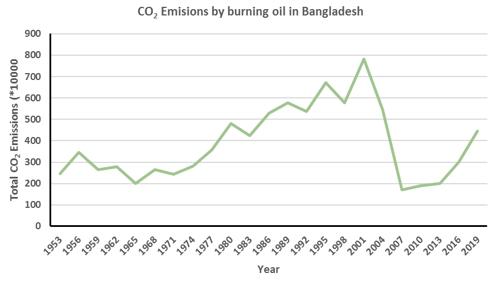 CO₂ Emisions by burning oil in Bangladesh
Total CO₂ Emissions (*10000
900
800
700
600
500
400
300
200
100
0
1953 1956 1959 1962 1965 1968 1971 1974 1977 1980 1983 1986 1989 1992 1995 1998 2001 2004 2007 2010 2013 2016 2019
Year